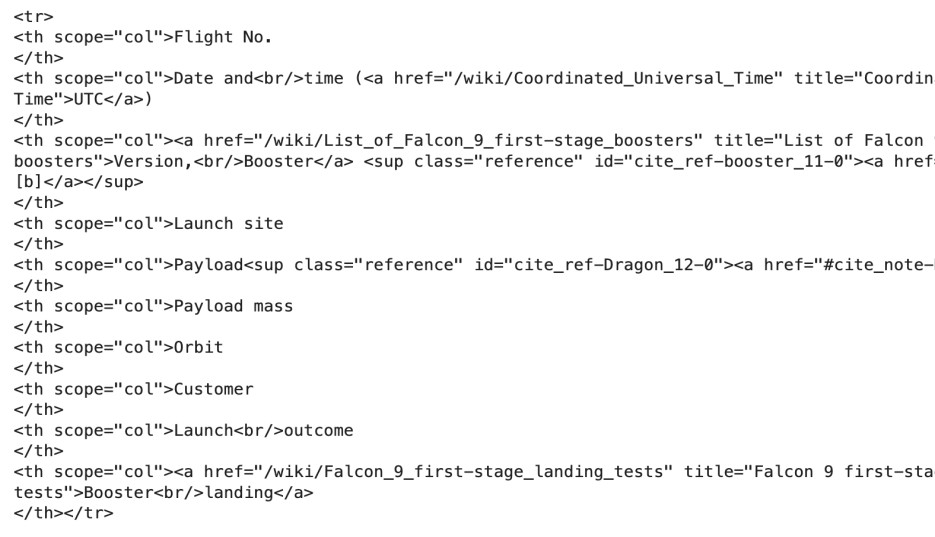 <tr>
<th scope="col">Flight No.
</th>
<th scope="col">Date and<br/>time (<a href="/wiki/Coordinated_Universal_Time" title="Coordin
Time">UTC</a>)
</th>
<th scope="col"><a href="/wiki/List_of_Falcon_9_first-stage_boosters" title="List of Falcon
boosters">Version,<br/>Booster</a> <sup class="reference" id="cite_ref-booster_11-0"><a href
[b]</a></sup>
</th>
<th scope="col">Launch site
</th>
<th scope="col">Payload<sup class="reference" id="cite_ref-Dragon_12-0"><a href="#cite_note-
</th>
<th scope="col">Payload mass
</th>
<th scope="col">Orbit
</th>
<th scope="col">Customer
</th>
<th scope="col">Launch<br/>outcome
</th>
<th scope="col"><a href="/wiki/Falcon_9_first-stage_landing_tests" title="Falcon 9 first-sta
tests">Booster<br/>landing</a>
</th></tr>